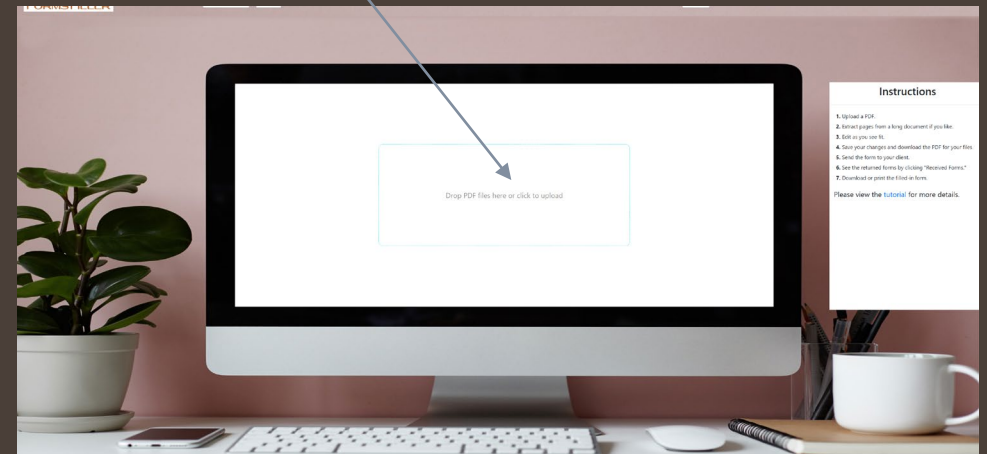 FORMSFILLER
Drop PDF files here or click to upload
Instructions
1. Upload a PDF.
2. Extract pages from a long document if you like.
3. Edit as you see fit.
4. Save your changes and download the PDF for your files.
5. Send the form to your client.
6. See the returned forms by clicking "Received Forms."
7. Download or print the filled-in form.
Please view the tutorial for more details.